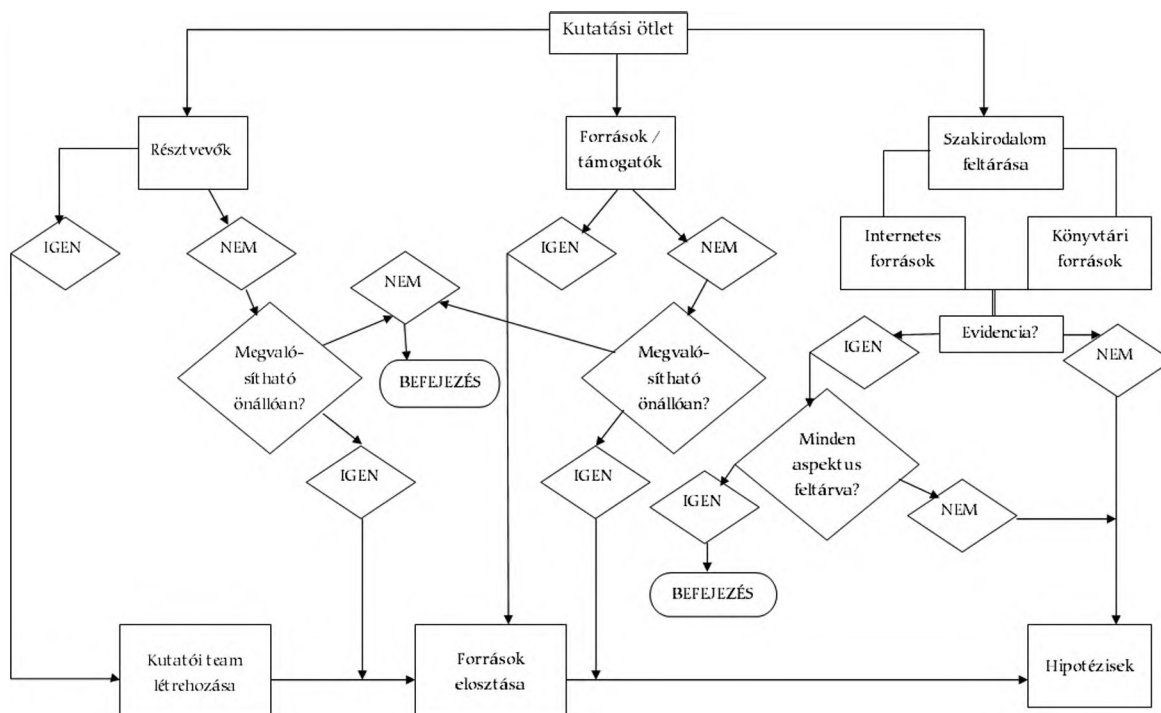 Kutatási ötlet
Résztvevők
Források /
támogatók
Szakirodalom
feltárása
IGEN
NEM
IGEN
NEM
Internetes
források
Könyvtári
források
NEM
Evidencia?
Megvaló-
sítható
önállóan?
BEFEJEZÉS
Megvaló-
sítható
önállóan?
IGEN
NEM
Minden
aspektus
feltárva?
IGEN
IGEN
IGEN
NEM
BEFEJEZÉS
Kutatói team
létrehozása
Források
elosztása
Hipotézisek